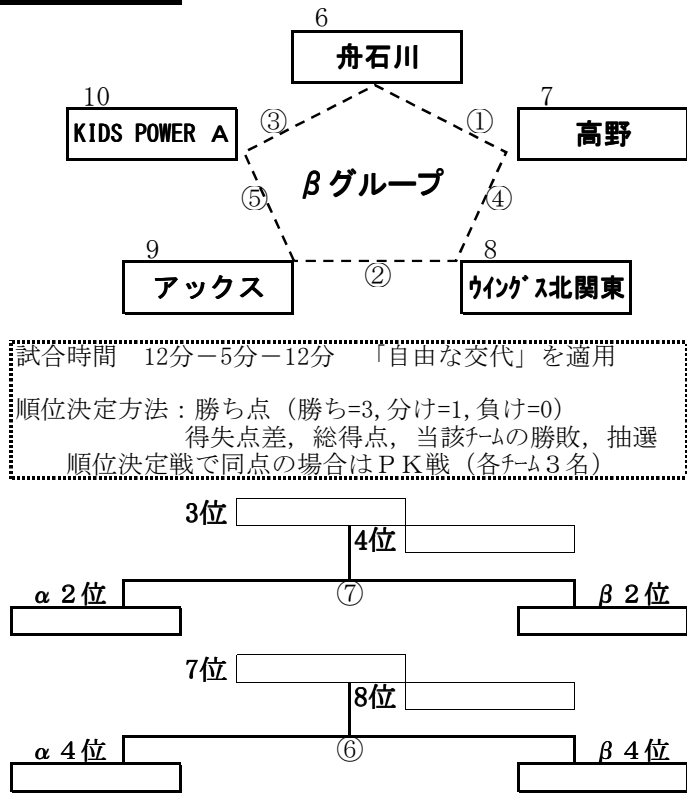 6
舟石川
10
7
KIDS POWER A
③
①
高野
βグループ
⑤
④
9
8
アックス
②
ｳｲﾝｸﾞｽ北関東
試合時間　12分－5分－12分　「自由な交代」を適用
順位決定方法：勝ち点（勝ち=3,分け=1,負け=0）
得失点差，総得点，当該ﾁｰﾑの勝敗，抽選
順位決定戦で同点の場合はＰＫ戦（各ﾁｰﾑ３名）
3位
4位
α２位
⑦
β２位
7位
8位
α４位
⑥
β４位